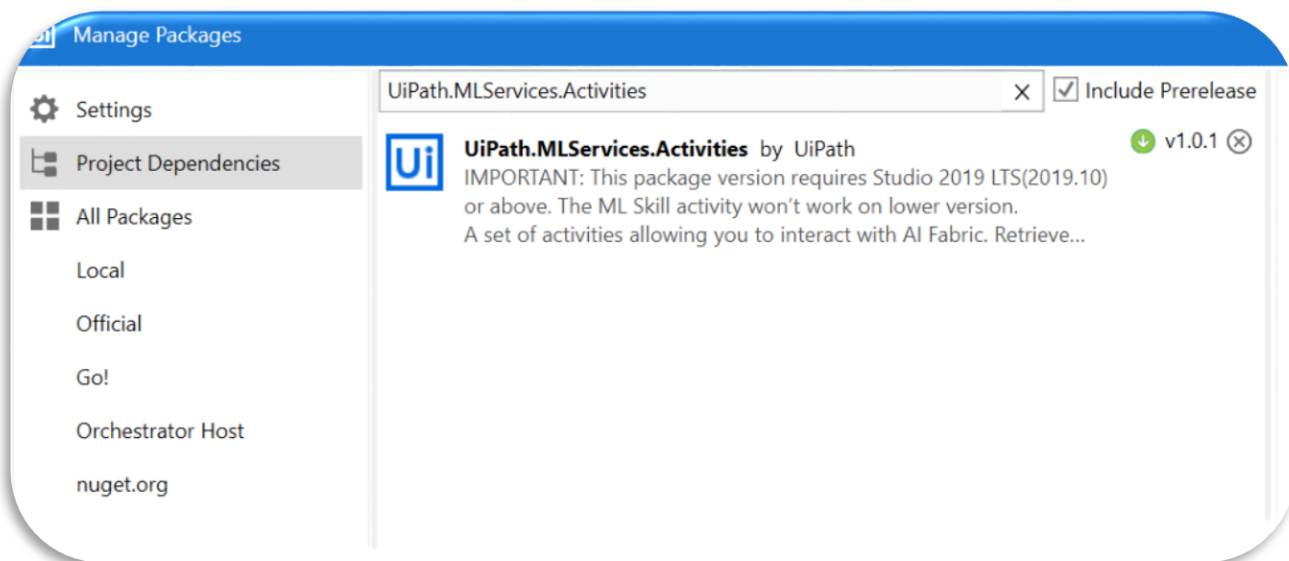 Ui Manage Packages
Settings
Project Dependencies
All Packages
Local
Official
Go!
Orchestrator Host
nuget.org
UiPath.MLServices.Activities
Include Prerelease
Ui
UiPath.MLServices.Activities by UiPath
v1.0.1
IMPORTANT: This package version requires Studio 2019 LTS(2019.10)
or above. The ML Skill activity won't work on lower version.
A set of activities allowing you to interact with AI Fabric. Retrieve...